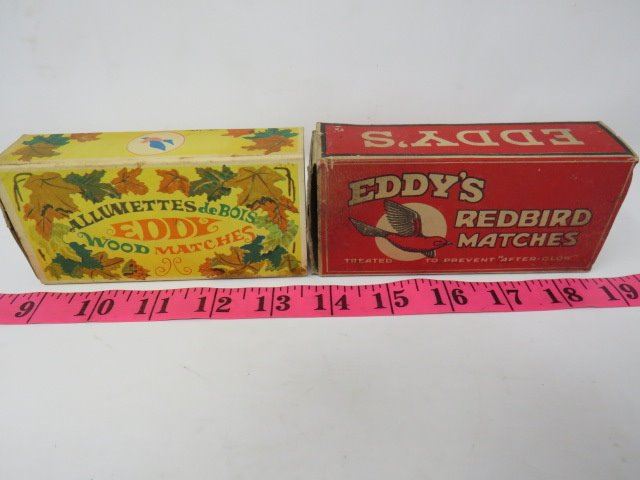 ALLUMETTES de BOIS
EDDY
WOOD MATCHES
EDDY'S
EDDY'S
REDBIRD
MATCHES
TREATED TO PREVENT "AFTER-GLOW"
9 10 11 12 13 14 15 16 17 18 19